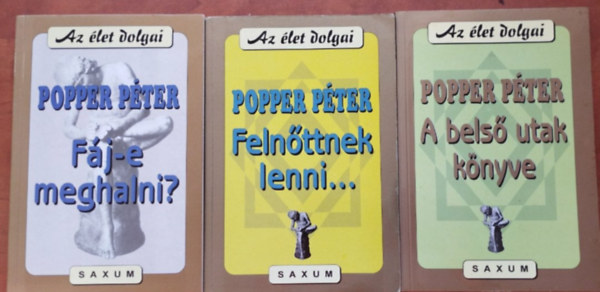 Az élet dolgai
POPPER PÉTER
Fáj-e
meghalni?
SAXUM
Az élet dolgai
POPPER PÉTER
Felnőttnek
lenni...
SAXUM
Az élet dolgai
POPPER PÉTER
A belső utak
könyve
SAXUM